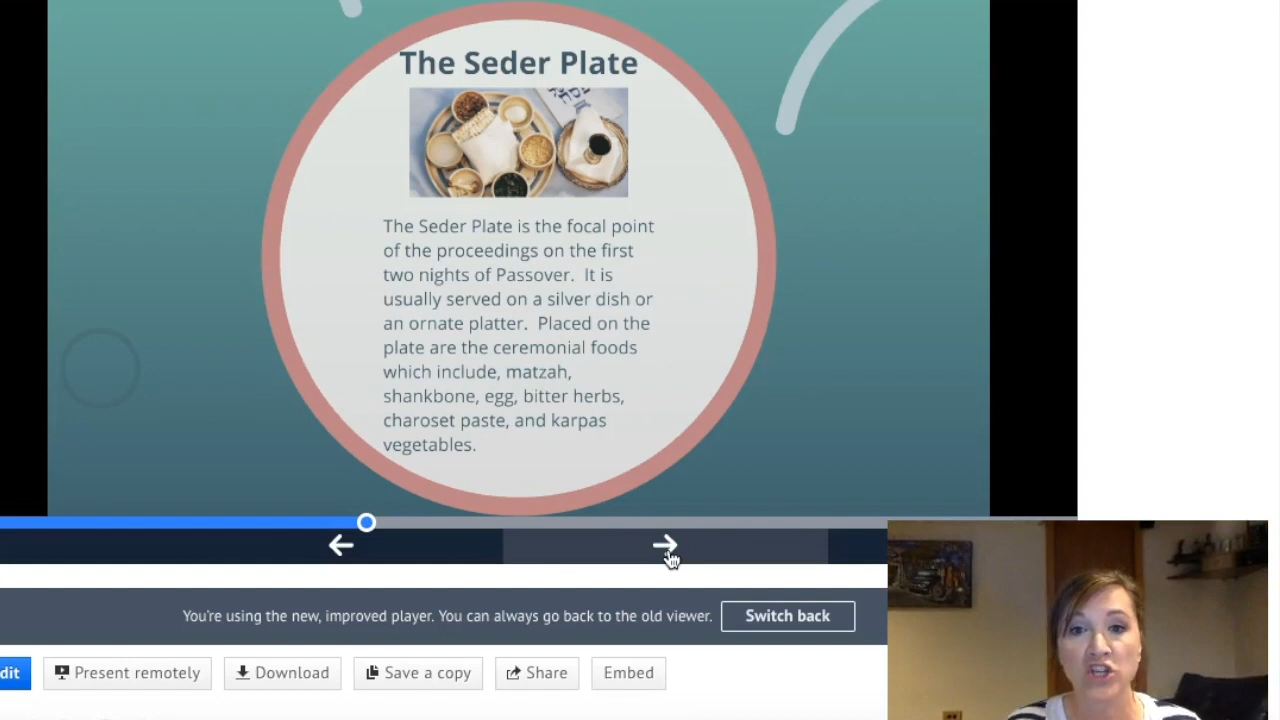 The Seder Plate
The Seder Plate is the focal point
of the proceedings on the first
two nights of Passover.  It is
usually served on a silver dish or
an ornate platter.  Placed on the
plate are the ceremonial foods
which include, matzah,
shankbone, egg, bitter herbs,
charoset paste, and karpas
vegetables.
You're using the new, improved player. You can always go back to the old viewer.
Switch back
dit
Present remotely
Download
Save a copy
Share
Embed